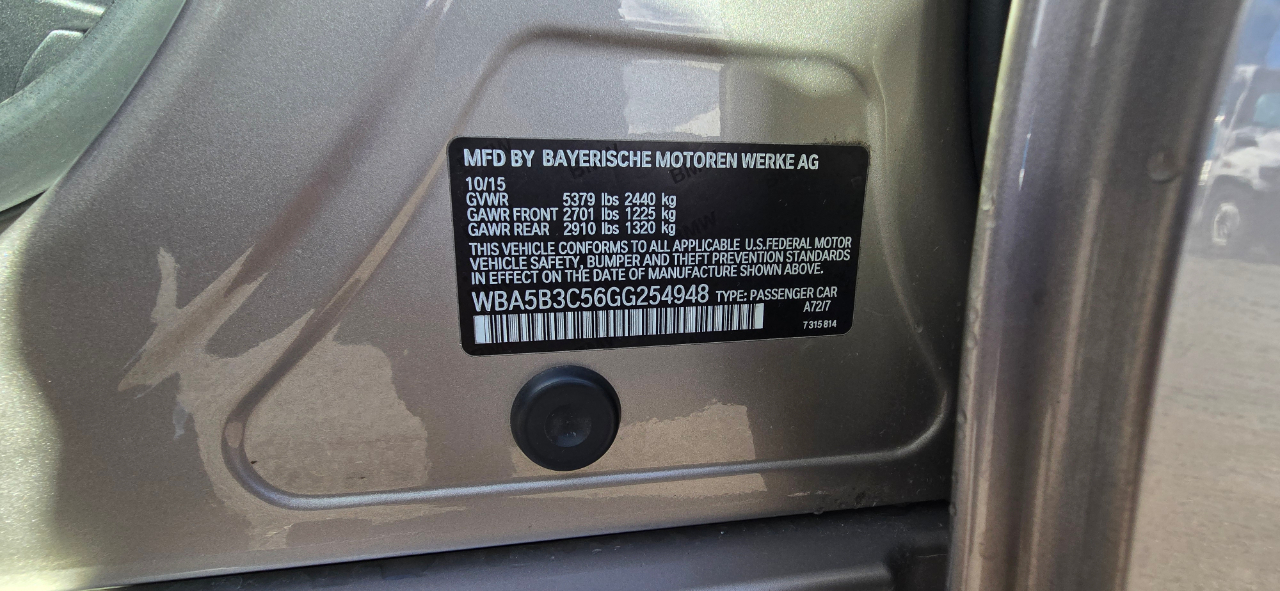 MFD BY BAYERISCHE MOTOREN WERKE AG
10/15
GVWR 5379 lbs 2440 kg
GAWR FRONT 2701 lbs 1225 kg
GAWR REAR 2910 lbs 1320 kg
THIS VEHICLE CONFORMS TO ALL APPLICABLE U.S.FEDERAL MOTOR
VEHICLE SAFETY, BUMPER AND THEFT PREVENTION STANDARDS
IN EFFECT ON THE DATE OF MANUFACTURE SHOWN ABOVE.
WBA5B3C56GG254948 TYPE: PASSENGER CAR
A72/7
7 315 814